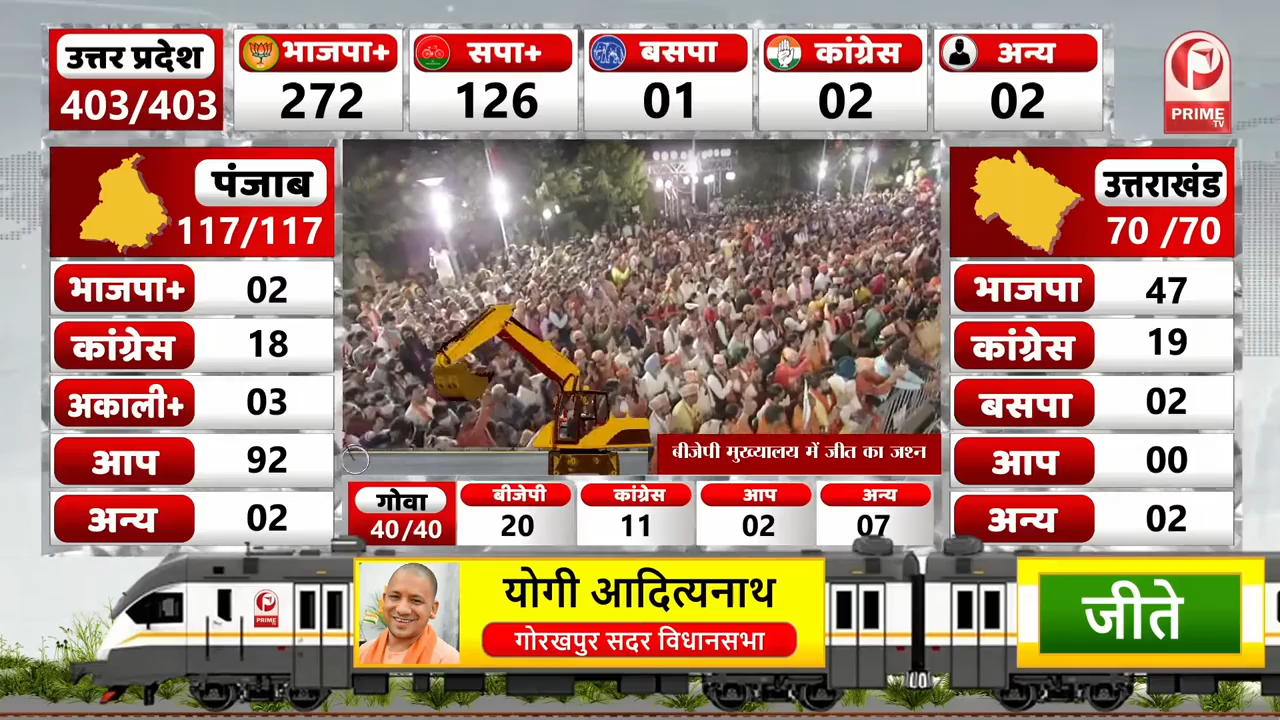 उत्तर प्रदेश
403/403
भाजपा+
272
सपा+
126
बसपा
01
कांग्रेस
02
अन्य
02
PRIME
TV
पंजाब
117/117
भाजपा+
02
कांग्रेस
18
अकाली+
03
आप
92
अन्य
02
उत्तराखंड
70 /70
भाजपा
47
कांग्रेस
19
बसपा
02
आप
00
अन्य
02
बीजेपी मुख्यालय में जीत का जश्न
गोवा
40/40
बीजेपी
20
कांग्रेस
11
आप
02
अन्य
07
PRIME
योगी आदित्यनाथ
गोरखपुर सदर विधानसभा
जीते